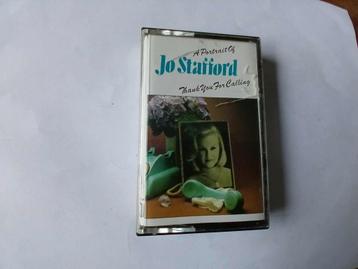 A Portrait Of
Jo Stafford
Thank You For Calling